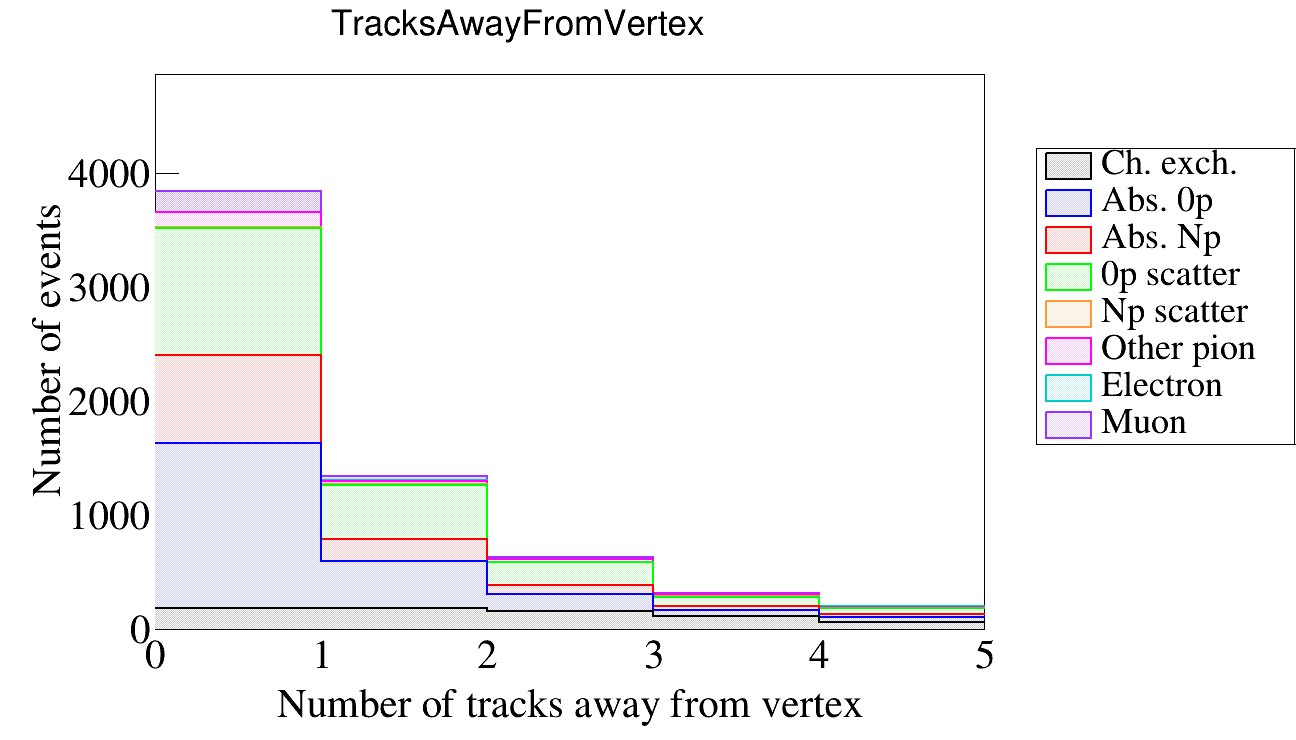 TracksAwayFromVertex
Number of events
4000
3000
2000
1000
0
0 1 2 3 4 5
Number of tracks away from vertex
Ch. exch.
Abs. 0p
Abs. Np
0p scatter
Np scatter
Other pion
Electron
Muon